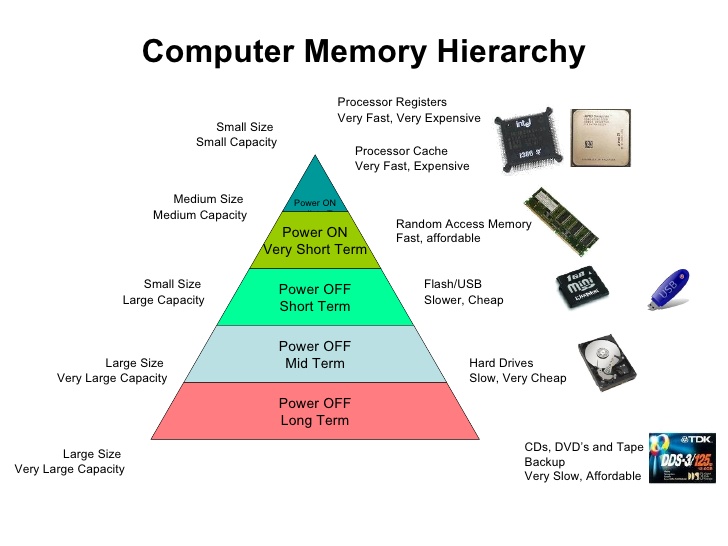 Computer Memory Hierarchy
Processor Registers
Very Fast, Very Expensive
Small Size
Small Capacity
Processor Cache
Very Fast, Expensive
intel
i386
Power ON
Medium Size
Medium Capacity
Power ON
Very Short Term
Random Access Memory
Fast, affordable
Small Size
Large Capacity
Power OFF
Short Term
Flash/USB
Slower, Cheap
1GB
mini
Kingston
USB
Large Size
Very Large Capacity
Power OFF
Mid Term
Hard Drives
Slow, Very Cheap
Power OFF
Long Term
Large Size
Very Large Capacity
CDs, DVD's and Tape
Backup
Very Slow, Affordable
TDK
DDS-3/125